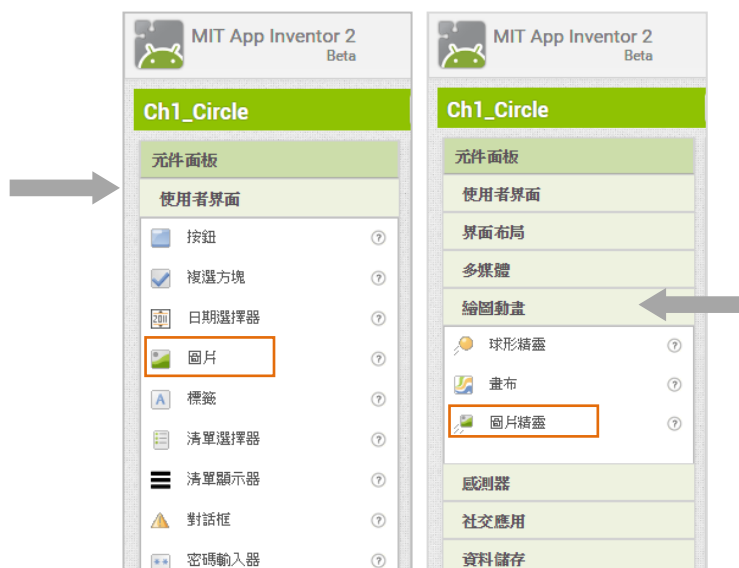 MIT App Inventor 2
Beta
Ch1_Circle
元件面板
使用者界面
按鈕
複選方塊
2011 日期選擇器
圖片
A 標籤
清單選擇器
清單顯示器
對話框
密碼輸入器
MIT App Inventor 2
Beta
Ch1_Circle
元件面板
使用者界面
界面布局
多媒體
繪圖動畫
球形精靈
畫布
圖片精靈
感測器
社交應用
資料儲存